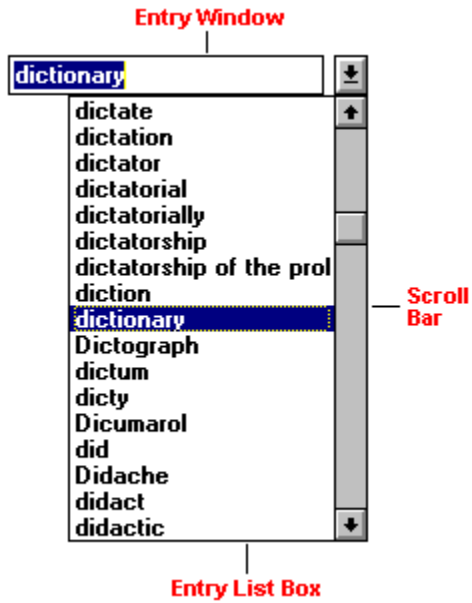 Entry Window
dictionary
dictate
dictation
dictator
dictatorial
dictatorially
dictatorship
dictatorship of the prol
diction
dictionary
Scroll
Bar
Dictograph
dictum
dicty
Dicumarol
did
Didache
didact
didactic
Entry List Box